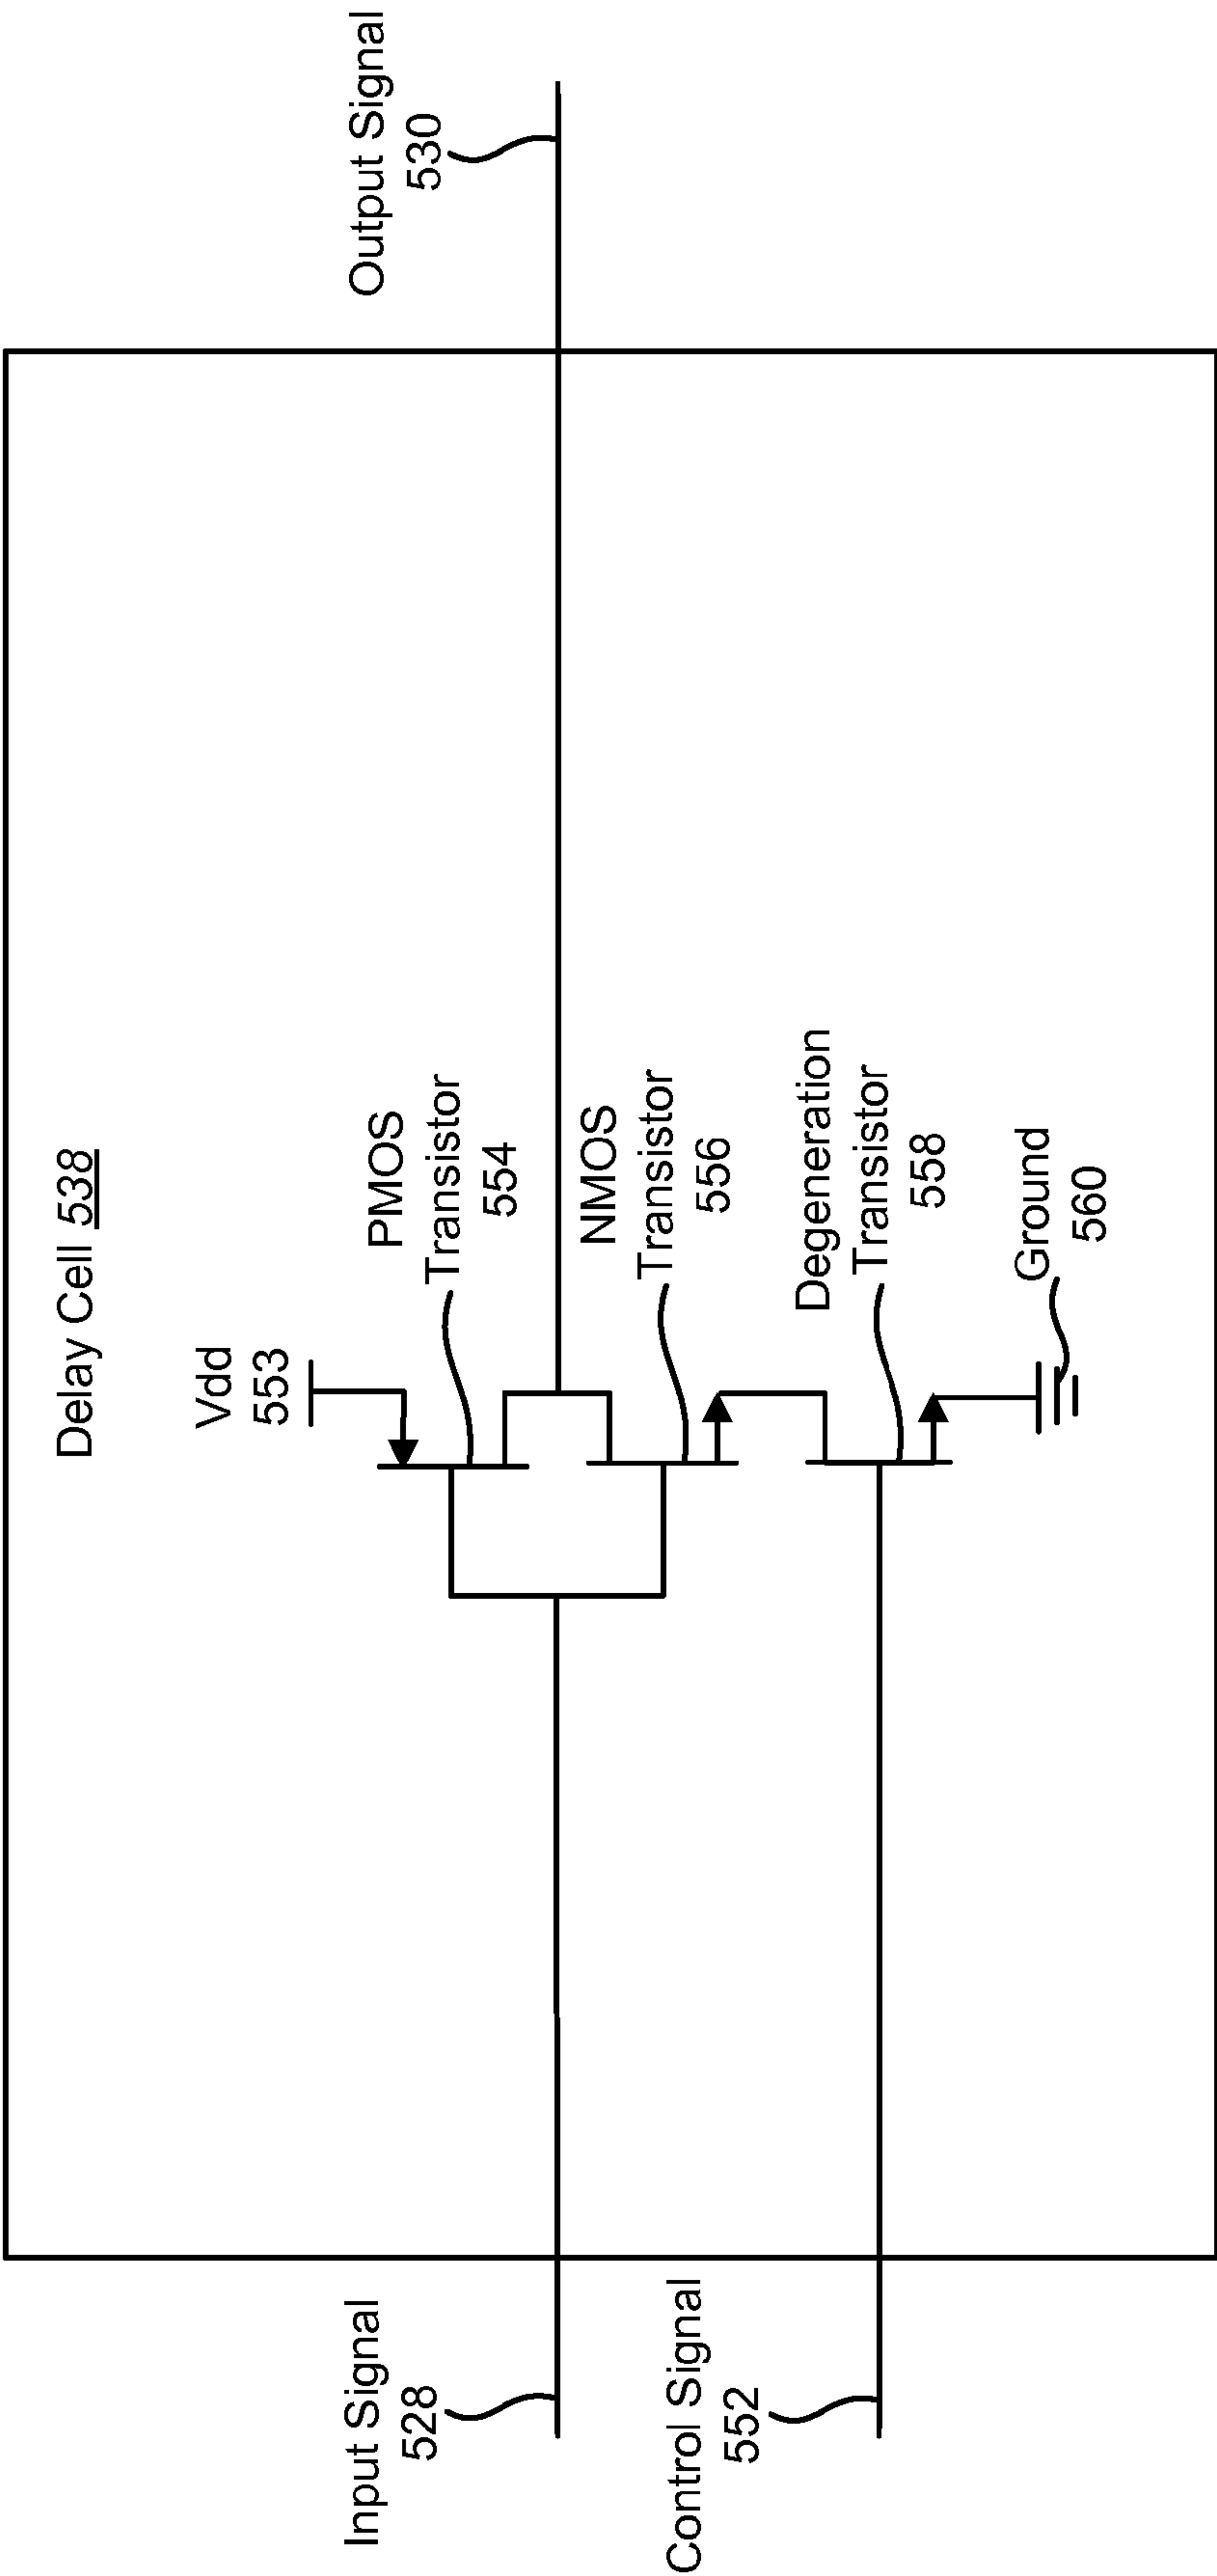 Delay Cell 538
Vdd
553
PMOS
Transistor
554
Output Signal
530
Input Signal
528
NMOS
Transistor
556
Control Signal
552
Degeneration
Transistor
558
Ground
560